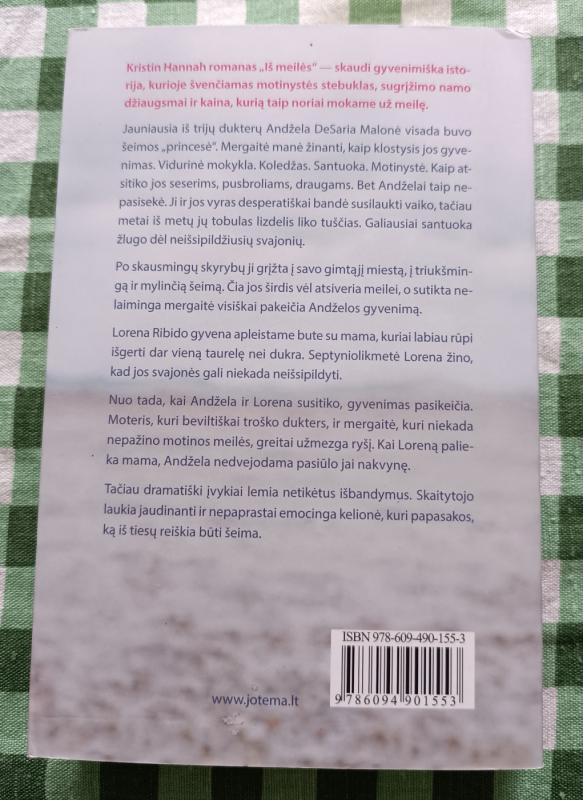 Kristin Hannah romanas „Iš meilės“ — skaudi gyvenimiška isto-
rija, kurioje švenčiamas motinystės stebuklas, sugrįžimo namo
džiaugsmai ir kaina, kurią taip noriai mokame už meilę.
Jauniausia iš trijų dukterų Andžela DeSaria Malonė visada buvo
šeimos „princesė“. Mergaitė manė žinanti, kaip klostysis jos gyve-
nimas. Vidurinė mokykla. Koledžas. Santuoka. Motinystė. Kaip at-
sitiko jos seserims, pusbroliams, draugams. Bet Andželai taip ne-
pasisekė. Ji ir jos vyras desperatiškai bandė susilaukti vaiko, tačiau
metai iš metų jų tobulas lizdelis liko tuščias. Galiausiai santuoka
žlugo dėl neišsipildžiusių svajonių.
Po skausmingų skyrybų ji grįžta į savo gimtąjį miestą, į triukšmin-
gą ir mylinčią šeimą. Čia jos širdis vėl atsiveria meilei, o sutikta ne-
laiminga mergaitė visiškai pakeičia Andželos gyvenimą.
Lorena Ribido gyvena apleistame bute su mama, kuriai labiau rūpi
išgerti dar vieną taurelę nei dukra. Septyniolikmetė Lorena žino,
kad jos svajonės gali niekada neišsipildyti.
Nuo tada, kai Andžela ir Lorena susitiko, gyvenimas pasikeičia.
Moteris, kuri beviltiškai troško dukters, ir mergaitė, kuri niekada
nepažino motinos meilės, greitai užmezga ryšį. Kai Loreną palie-
ka mama, Andžela nedvejodama pasiūlo jai nakvynę.
Tačiau dramatiški įvykiai lemia netikėtus išbandymus. Skaitytojo
laukia jaudinanti ir nepaprastai emocinga kelionė, kuri papasakos,
ką iš tiesų reiškia būti šeima.
ISBN 978-609-490-155-3
9 786094 901553
www.jotema.lt